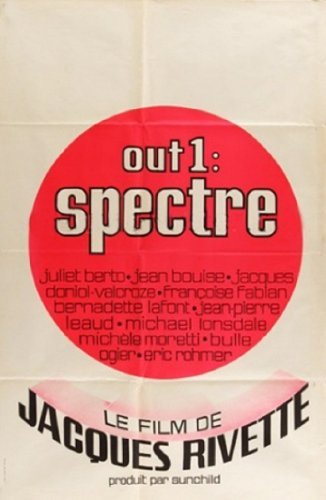 out 1:
spectre
juliet berto • jean bouise • jacques
doniol-valcroze • françoise fabian •
bernadette lafont • jean-pierre
leaud • michael lonsdale
michèle moretti • bulle
ogier • eric rohmer
LE FILM DE
JACQUES RIVETTE
produit par sunchild